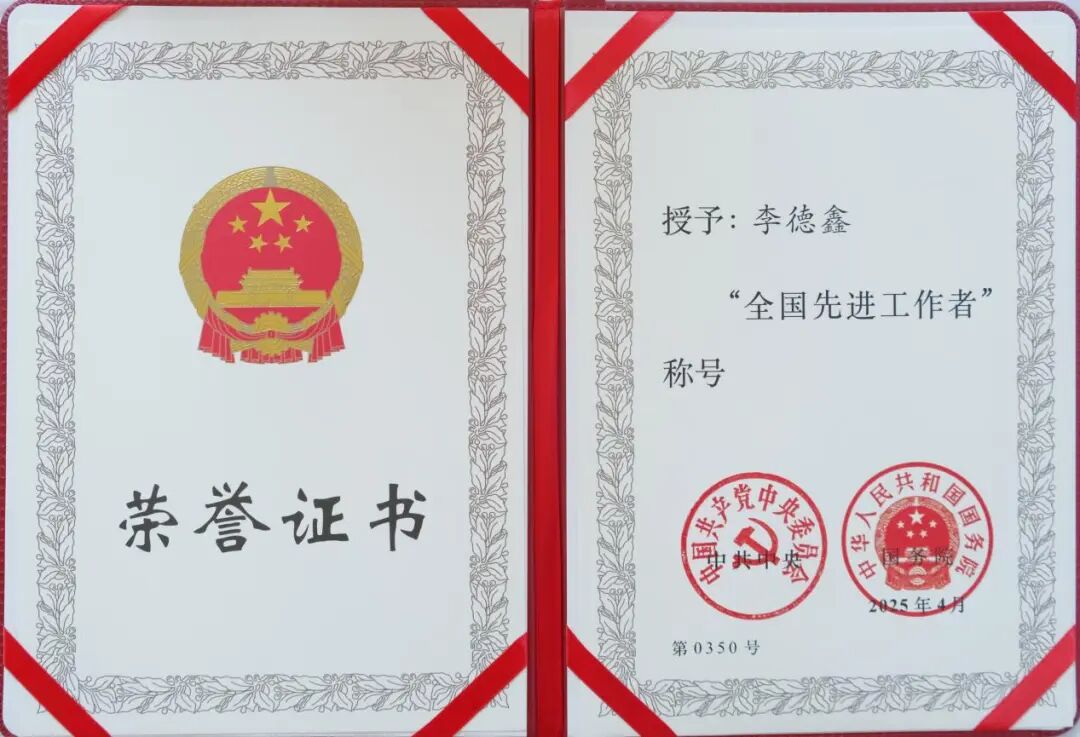 荣誉证书
授予：李德鑫
“全国先进工作者”
称号
中国共产党中央委员会
中共中央
中华人民共和国国务院
国务院
2025年4月
第0350号